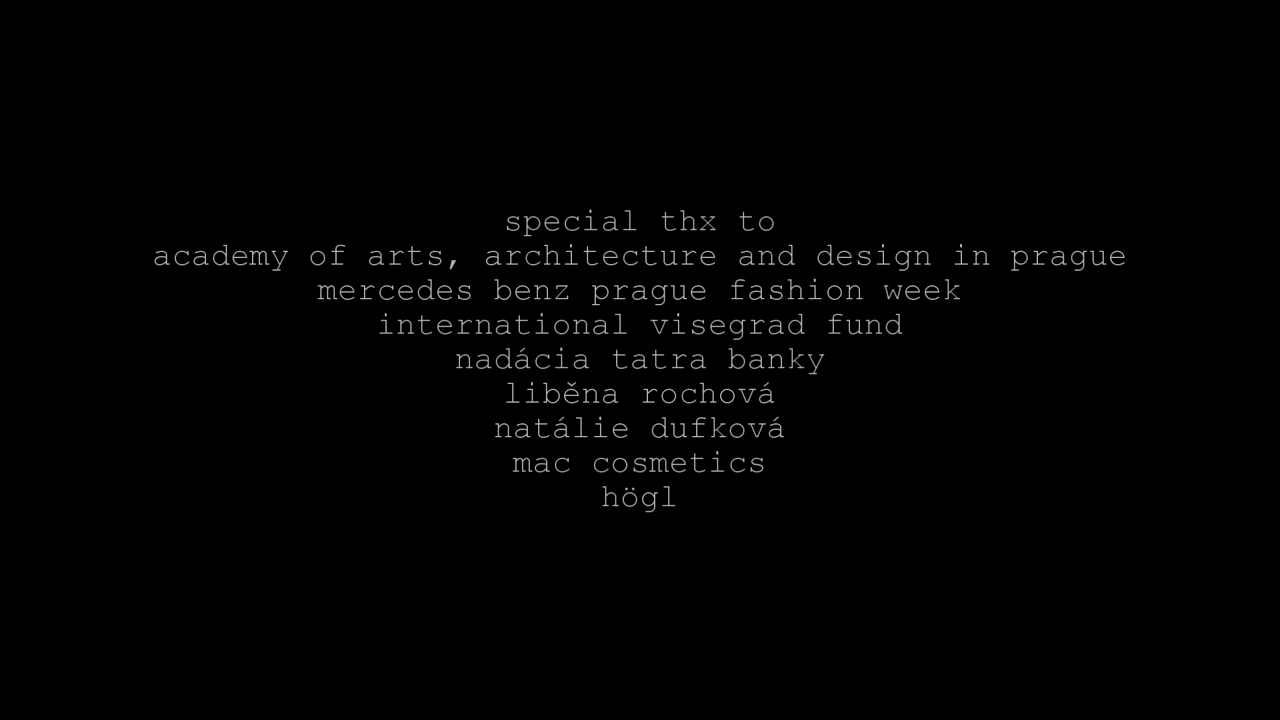 special thx to
academy of arts, architecture and design in prague
mercedes benz prague fashion week
international visegrad fund
nadácia tatra banky
liběna rochová
natálie dufková
mac cosmetics
högl